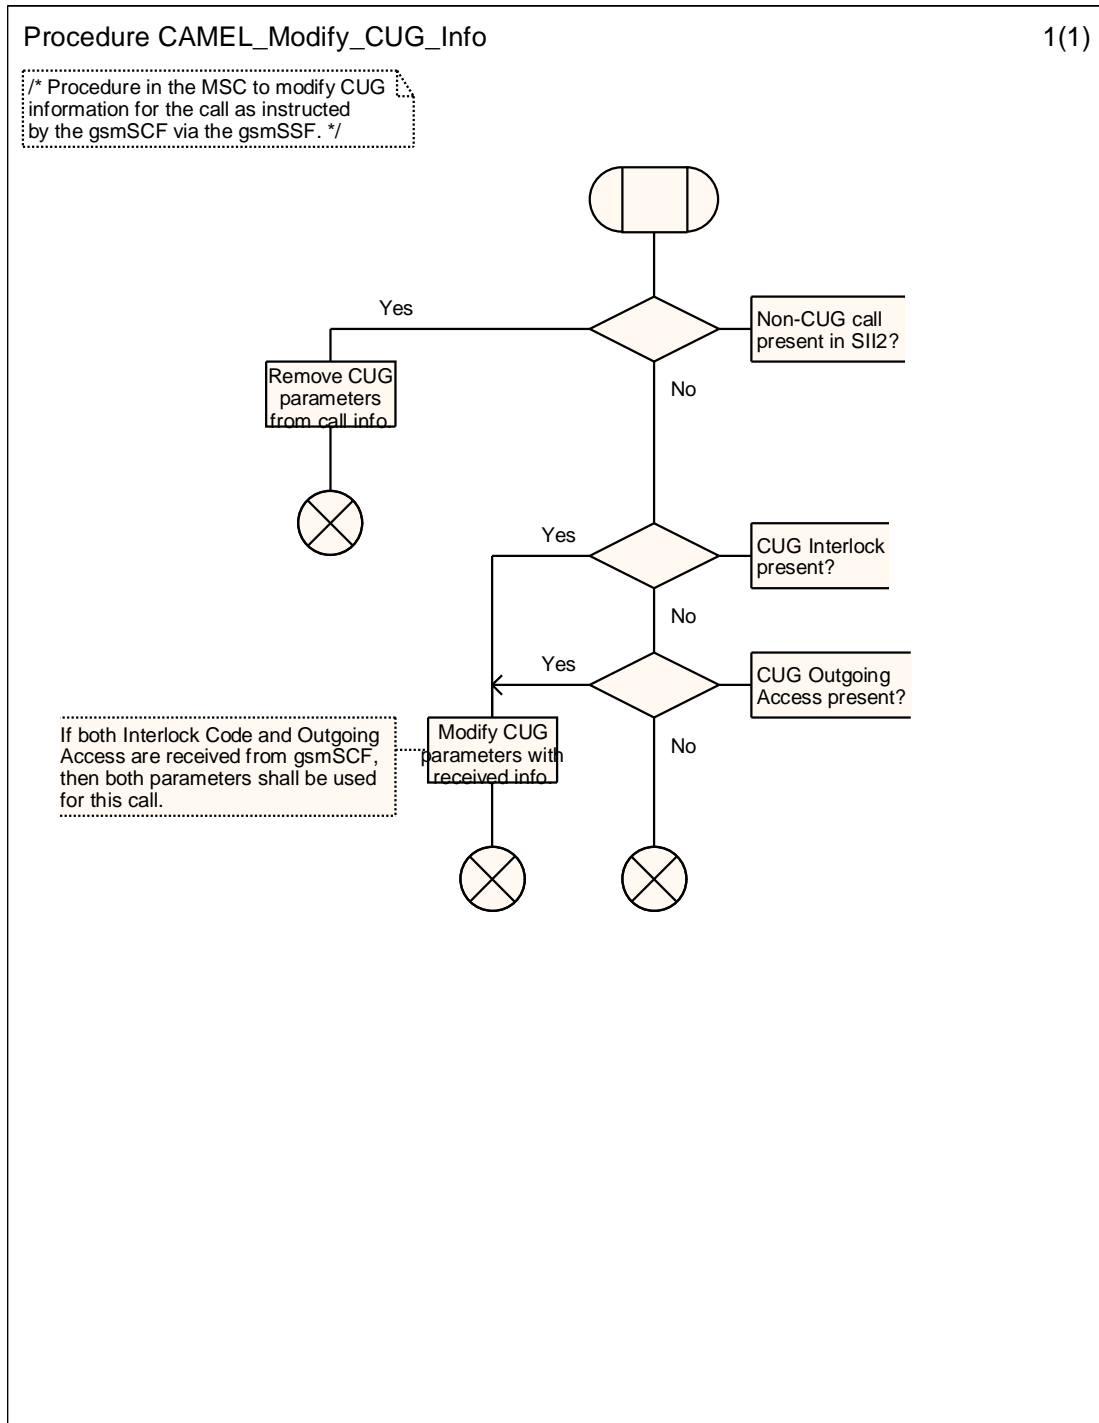 Procedure CAMEL_Modify_CUG_Info
1(1)
/* Procedure in the MSC to modify CUG
information for the call as instructed
by the gsmSCF via the gsmSSF. */
Yes
Non-CUG call
present in SII2?
Remove CUG
parameters
from call info.
No
Yes
CUG Interlock
present?
No
Yes
CUG Outgoing
Access present?
If both Interlock Code and Outgoing
Access are received from gsmSCF,
then both parameters shall be used
for this call.
Modify CUG
parameters with
received info.
No